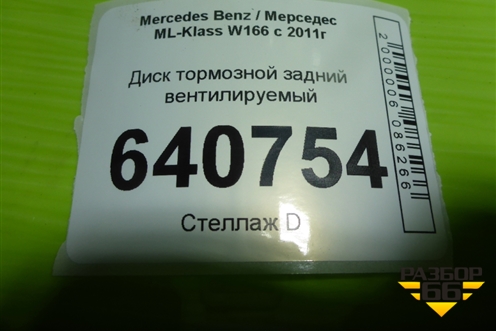 Mercedes Benz / Мерседес
ML-Klass W166 с 2011г
Диск тормозной задний
вентилируемый
640754
Стеллаж D
2000006086266
РАЗБОР
66